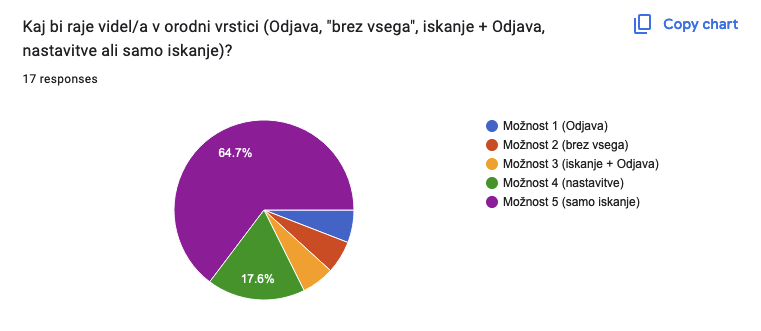 Kaj bi raje videl/a v orodni vrstici (Odjava, "brez vsega", iskanje + Odjava,
nastavitve ali samo iskanje)?
Copy chart
17 responses
64.7%
17.6%
Možnost 1 (Odjava)
Možnost 2 (brez vsega)
Možnost 3 (iskanje + Odjava)
Možnost 4 (nastavitve)
Možnost 5 (samo iskanje)